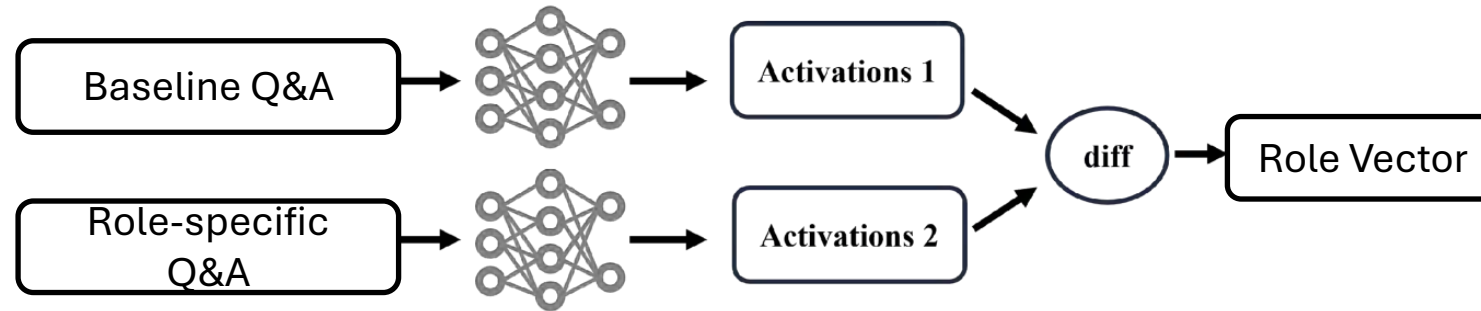 Baseline Q&A
Activations 1
diff
Role Vector
Role-specific
Q&A
Activations 2